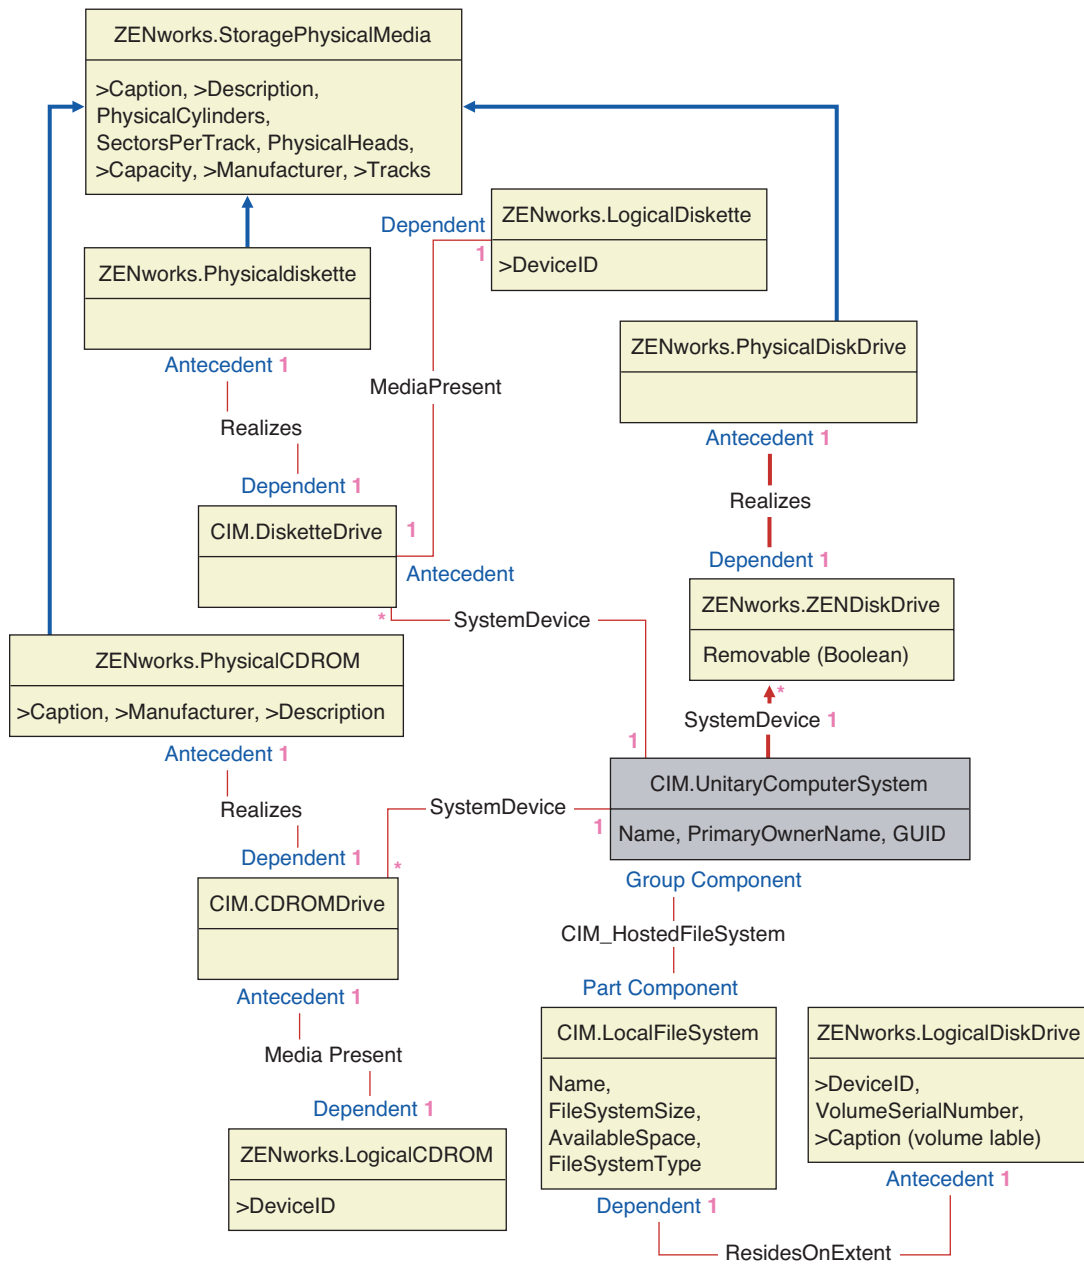 ZENworks.StoragePhysicalMedia
>Caption, >Description,
PhysicalCylinders,
SectorsPerTrack, PhysicalHeads,
>Capacity, >Manufacturer, >Tracks
Dependent
1
ZENworks.LogicalDiskette
>DeviceID
ZENworks.Physicaldiskette
Antecedent 1
Realizes
Dependent 1
MediaPresent
ZENworks.PhysicalDiskDrive
Antecedent 1
Realizes
Dependent 1
CIM.DisketteDrive
1
Antecedent
*
SystemDevice
1
ZENworks.ZENDiskDrive
Removable (Boolean)
*
SystemDevice 1
ZENworks.PhysicalCDROM
>Caption, >Manufacturer, >Description
Antecedent 1
Realizes
Dependent 1
SystemDevice
1
*
CIM.UnitaryComputerSystem
Name, PrimaryOwnerName, GUID
Group Component
CIM_HostedFileSystem
Part Component
CIM.CDROMDrive
Antecedent 1
Media Present
Dependent 1
ZENworks.LogicalCDROM
>DeviceID
CIM.LocalFileSystem
Name,
FileSystemSize,
AvailableSpace,
FileSystemType
Dependent 1
ZENworks.LogicalDiskDrive
>DeviceID,
VolumeSerialNumber,
>Caption (volume lable)
Antecedent 1
ResidesOnExtent